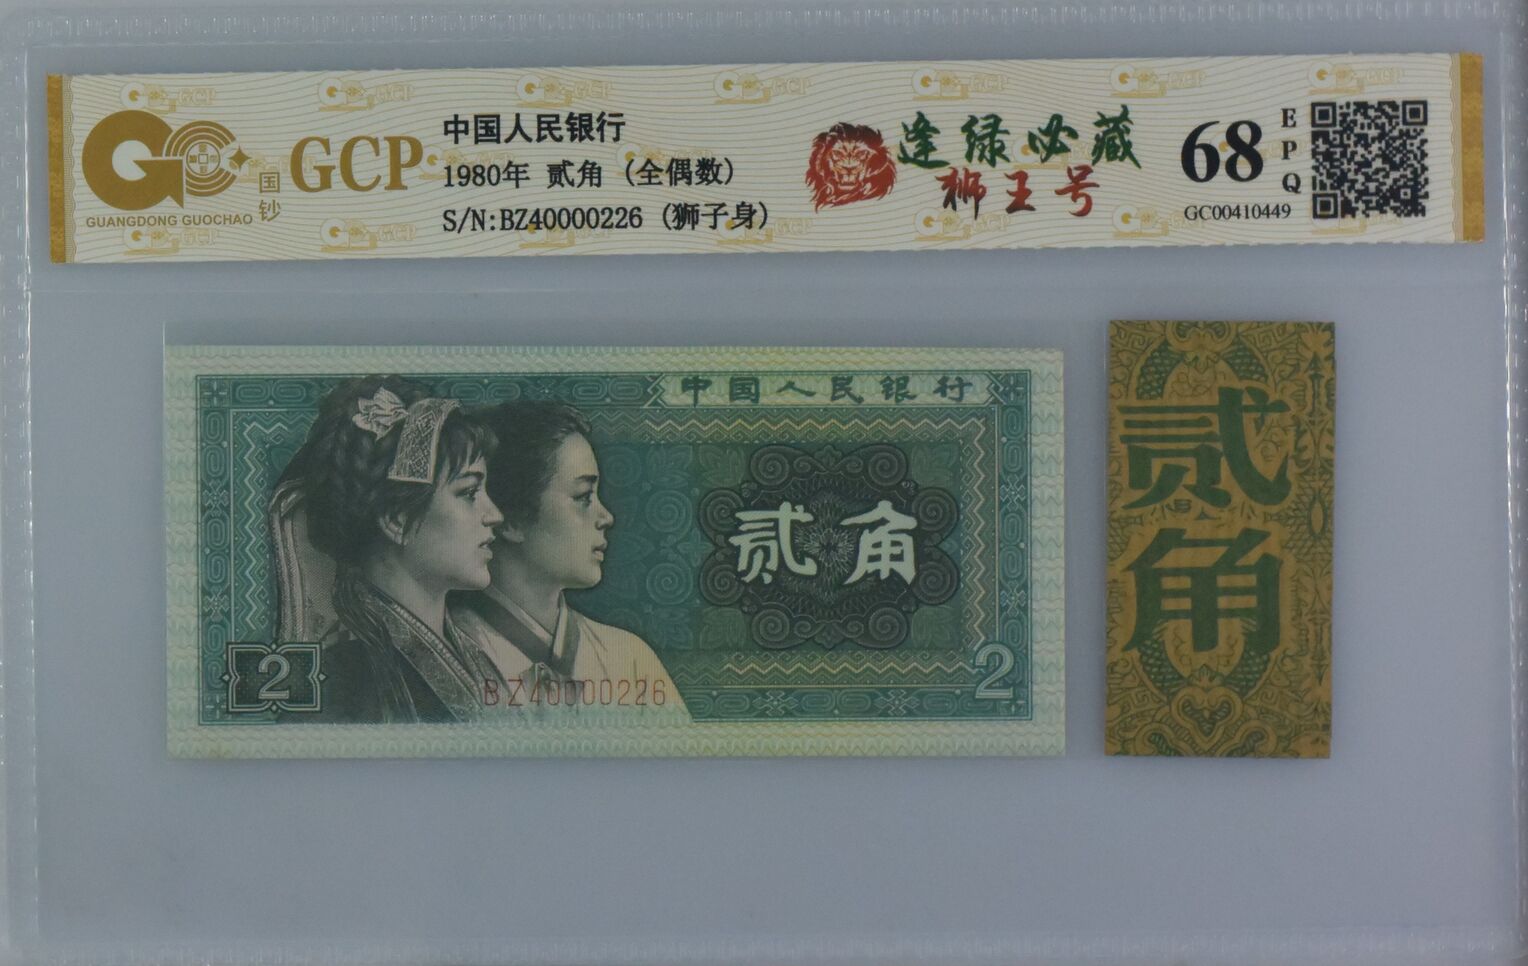 GCP
国钞
GUANGDONG GUOCHAO
中国人民银行
1980年 贰角 (全偶数)
S/N:BZ40000226 (狮子身)
逢绿必藏
狮王号
68
EPQ
GC00410449
中国人民银行
贰角
2
BZ40000226
2
贰角